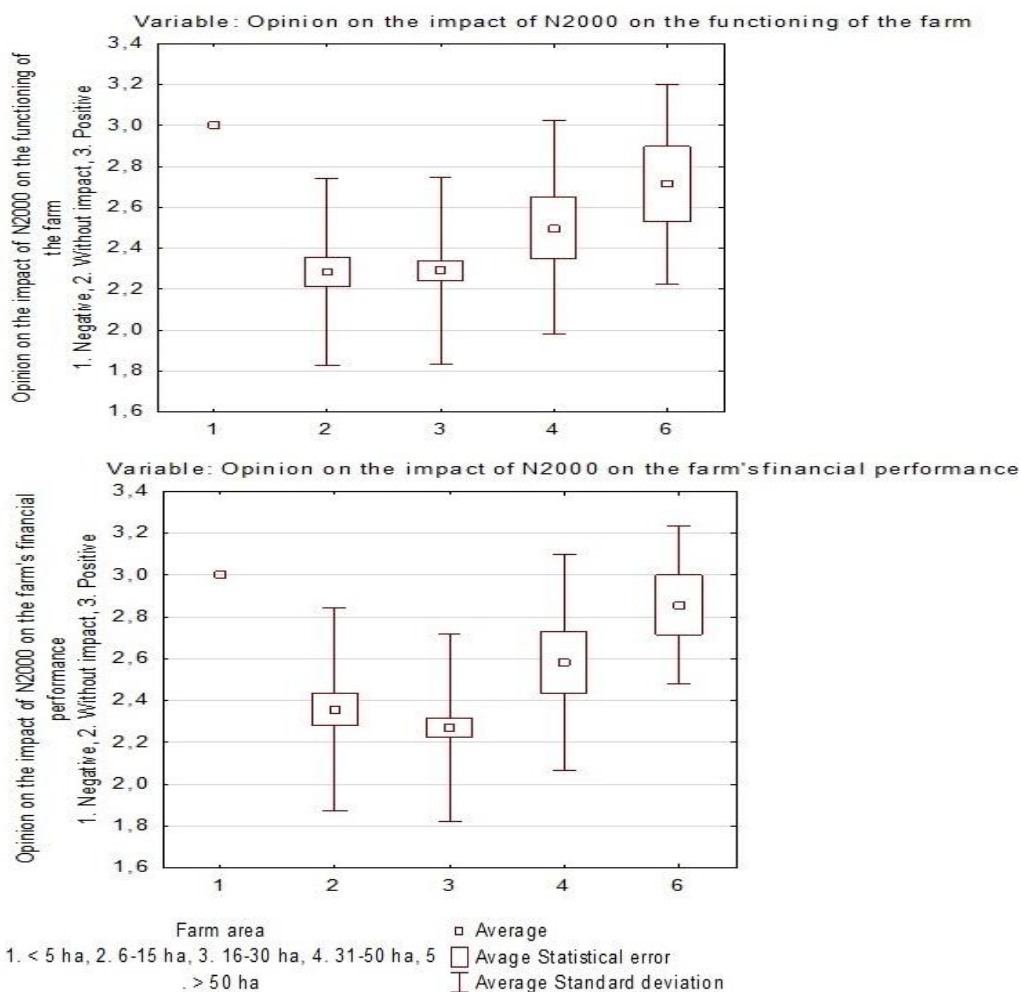 Variable: Opinion on the impact of N2000 on the functioning of the farm
Opinion on the impact of N2000 on the functioning of
the farm
1. Negative, 2. Without impact, 3. Positive
3,4
3,2
3,0
2,8
2,6
2,4
2,2
2,0
1,8
1,6
1 2 3 4 6
Variable: Opinion on the impact of N2000 on the farm's financial performance
Opinion on the impact of N2000 on the farm's financial
performance
1. Negative, 2. Without impact, 3. Positive
3,4
3,2
3,0
2,8
2,6
2,4
2,2
2,0
1,8
1,6
1 2 3 4 6
Farm area
1. < 5 ha, 2. 6-15 ha, 3. 16-30 ha, 4. 31-50 ha, 5
. > 50 ha
Average
Avage Statistical error
Average Standard deviation